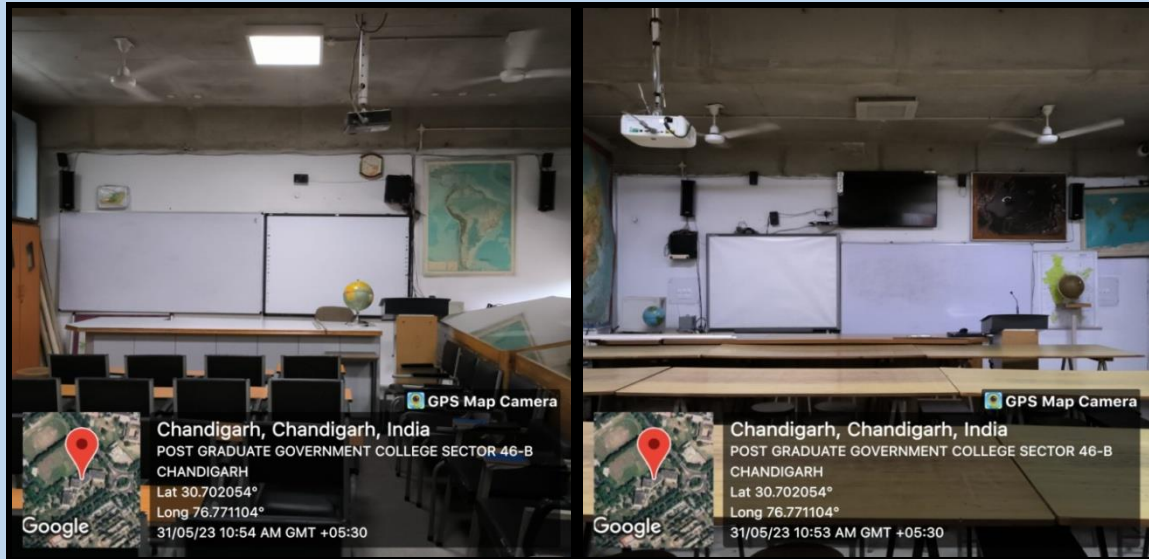 GPS Map Camera
Chandigarh, Chandigarh, India
POST GRADUATE GOVERNMENT COLLEGE SECTOR 46-B
CHANDIGARH
Lat 30.702054°
Long 76.771104°
31/05/23 10:54 AM GMT +05:30
Google
GPS Map Camera
Chandigarh, Chandigarh, India
POST GRADUATE GOVERNMENT COLLEGE SECTOR 46-B
CHANDIGARH
Lat 30.702054°
Long 76.771104°
31/05/23 10:53 AM GMT +05:30
Google